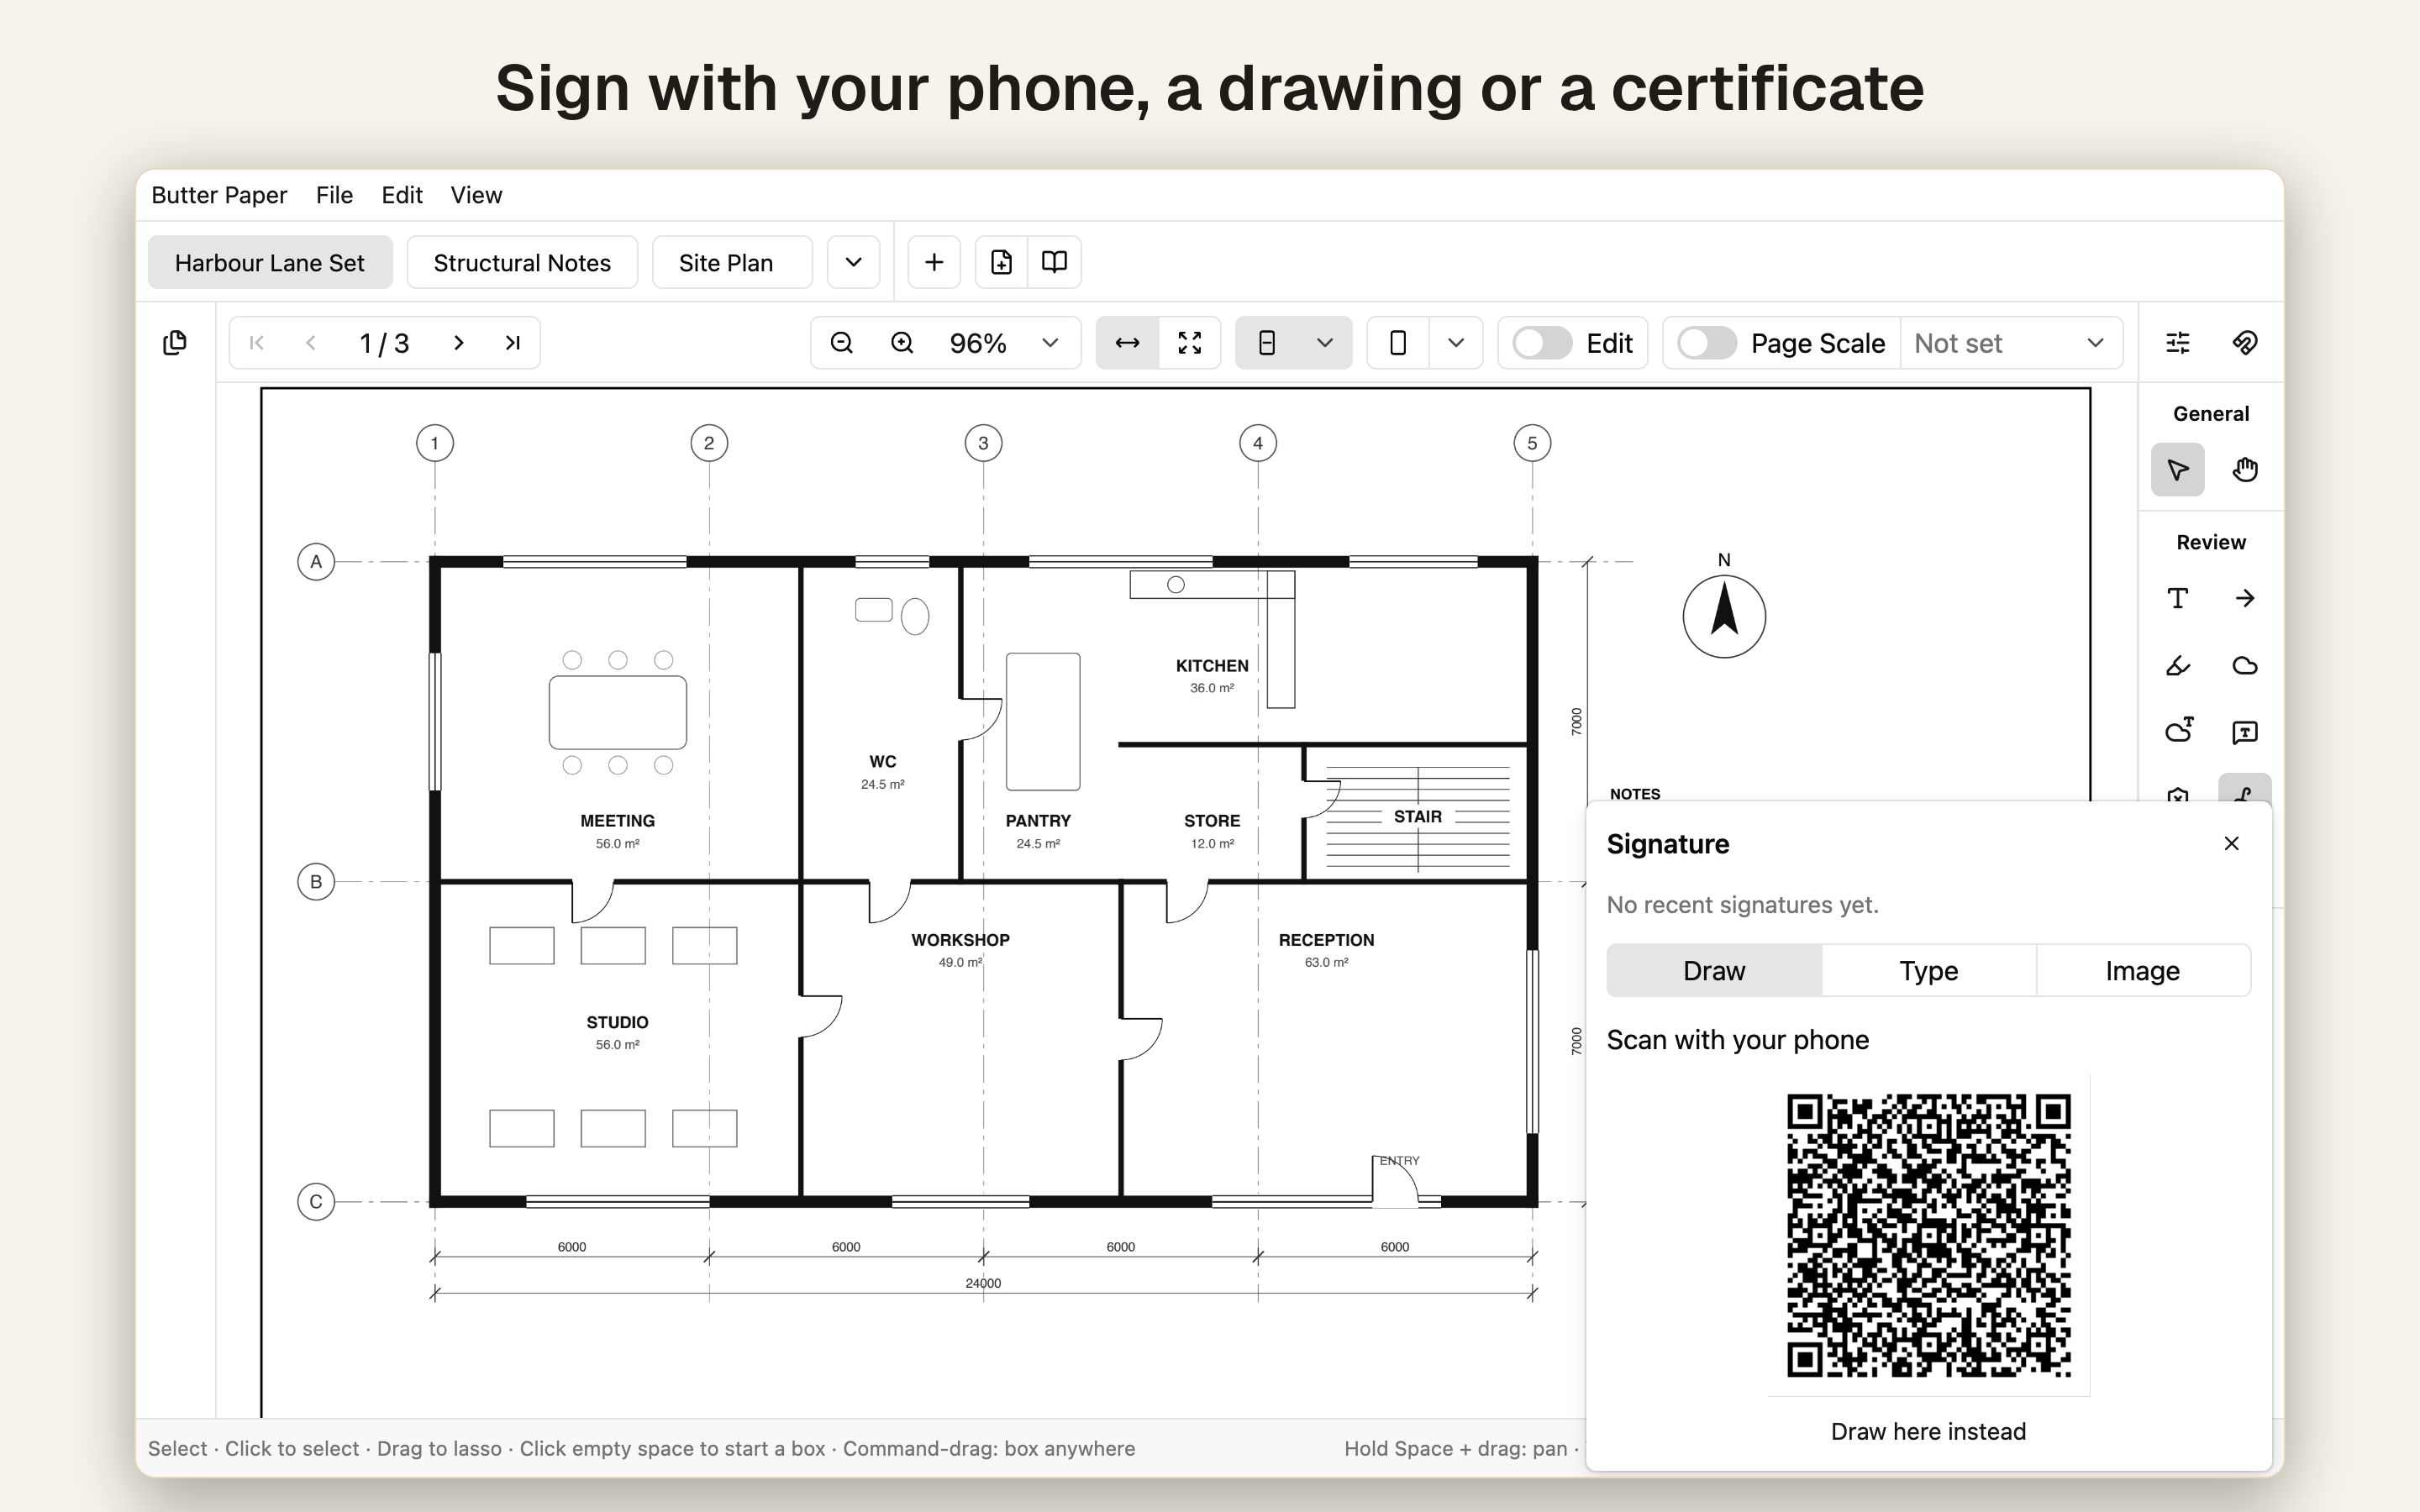 Sign with your phone, a drawing or a certificate
Butter Paper File Edit View
Harbour Lane Set Structural Notes Site Plan
1 / 3 96% Edit Page Scale Not set
General
Review
1 2 3 4 5
A
N
KITCHEN
36.0 m²
7000
WC
24.5 m²
NOTES
MEETING
56.0 m²
PANTRY
24.5 m²
STORE
12.0 m²
STAIR
B
WORKSHOP
49.0 m²
RECEPTION
63.0 m²
STUDIO
56.0 m²
7000
ENTRY
C
6000 6000 6000 6000
24000
Signature
No recent signatures yet.
Draw Type Image
Scan with your phone
Draw here instead
Select · Click to select · Drag to lasso · Click empty space to start a box · Command-drag: box anywhere
Hold Space + drag: pan ·